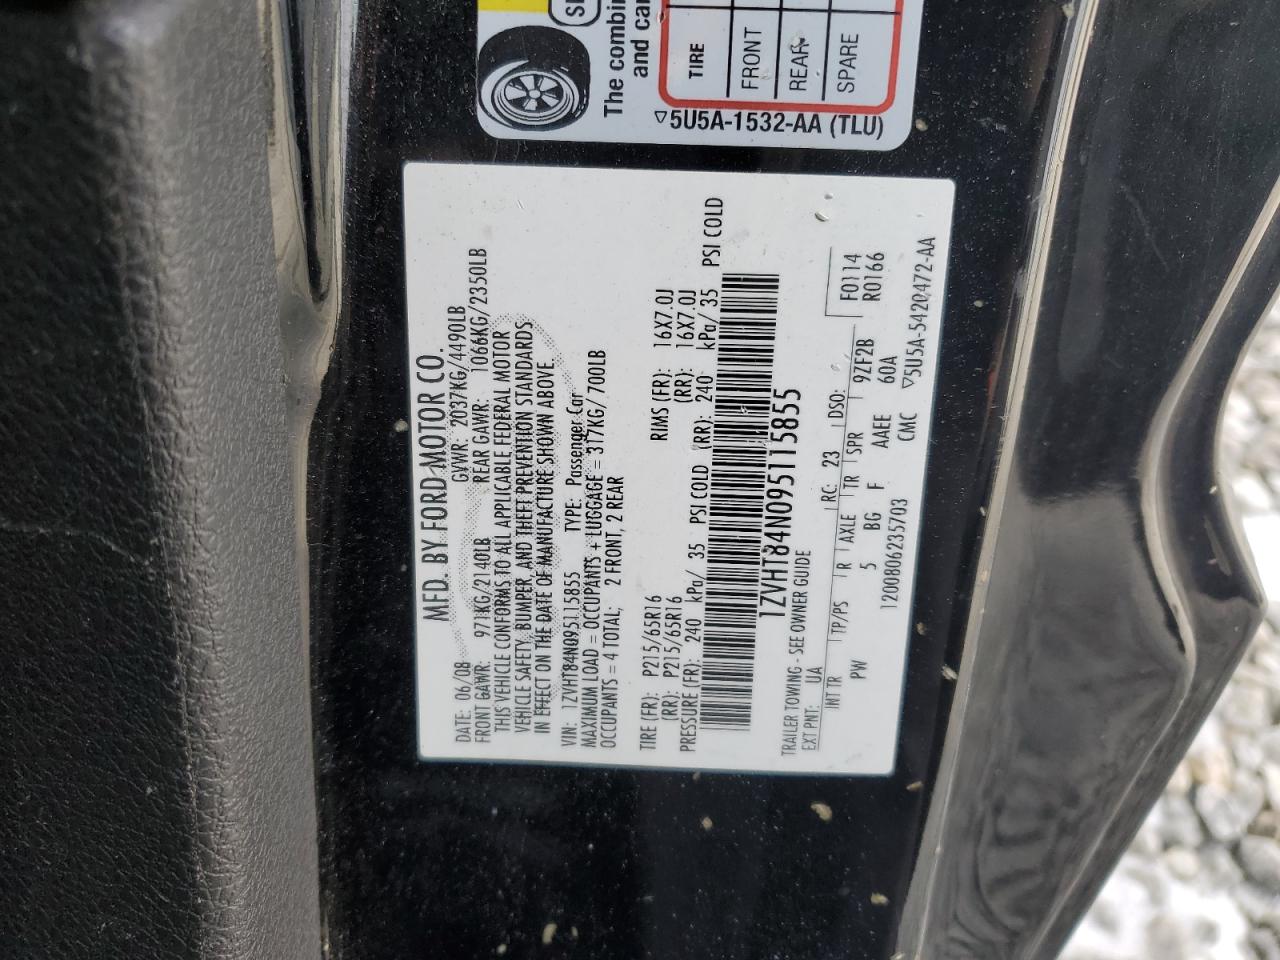 SE
The combin
and car
TIRE
FRONT
REAR
SPARE
▽5U5A-1532-AA (TLU)
MFD. BY FORD MOTOR CO.
DATE: 06/08 GVWR: 2037KG/4490LB
FRONT GAWR: 971KG/2140LB REAR GAWR: 1066KG/2350LB
THIS VEHICLE CONFORMS TO ALL APPLICABLE FEDERAL MOTOR
VEHICLE SAFETY, BUMPER, AND THEFT PREVENTION STANDARDS
IN EFFECT ON THE DATE OF MANUFACTURE SHOWN ABOVE.
VIN: 1ZVHT84N095115855 TYPE: Passenger Car
MAXIMUM LOAD = OCCUPANTS + LUGGAGE = 317KG/700LB
OCCUPANTS = 4 TOTAL; 2 FRONT, 2 REAR
TIRE (FR): P215/65R16 RIMS (FR): 16X7.0J
(RR): P215/65R16 (RR): 16X7.0J
PRESSURE (FR): 240 kPa/ 35 PSI COLD (RR): 240 kPa/ 35 PSI COLD
1ZVHT84N095115855
TRAILER TOWING - SEE OWNER GUIDE
EXT PNT: UA RC: 23 DSO: F0114
INT TR TP/PS R AXLE TR SPR 9ZF2B R0166
PW 5 BG F AAEE 60A
1200806235703 CMC ▽5U5A-5420472-AA